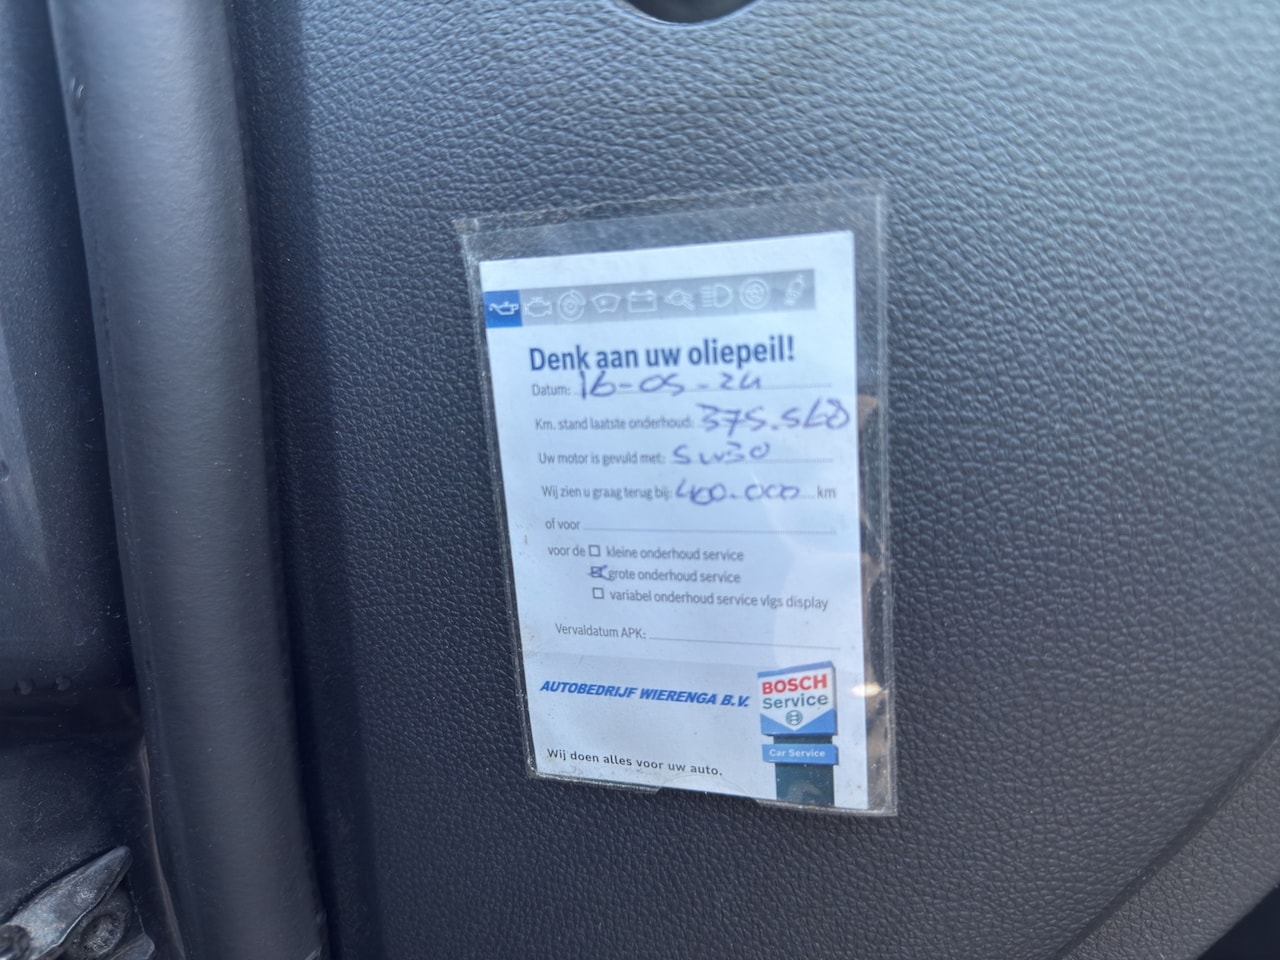 Denk aan uw oliepeil!
Datum: 16-05-24
Km. stand laatste onderhoud: 375.560
Uw motor is gevuld met: 5w30
Wij zien u graag terug bij: 400.000 km
of voor
voor de kleine onderhoud service
grote onderhoud service
variabel onderhoud service vlgs display
Vervaldatum APK:
AUTOBEDRIJF WIERENGA B.V.
BOSCH
Service
Car Service
Wij doen alles voor uw auto.